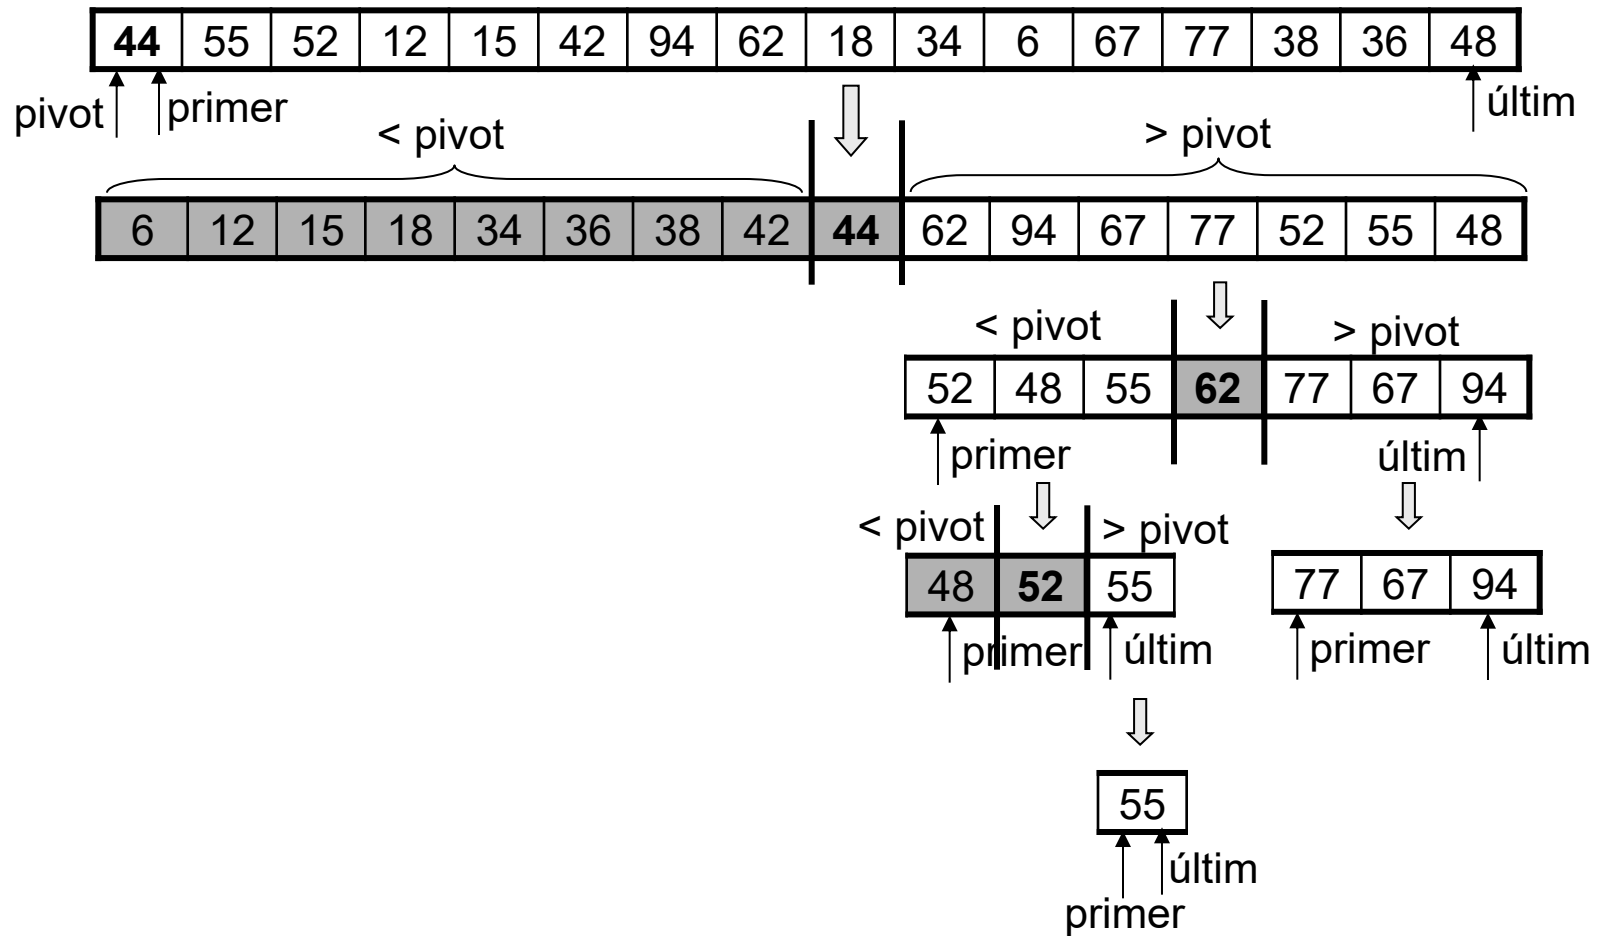 44 55 52 12 15 42 94 62 18 34 6 67 77 38 36 48
pivot primer últim
< pivot > pivot
6 12 15 18 34 36 38 42 44 62 94 67 77 52 55 48
< pivot > pivot
52 48 55 62 77 67 94
primer últim
< pivot > pivot
48 52 55 77 67 94
primer últim primer últim
55
últim
primer